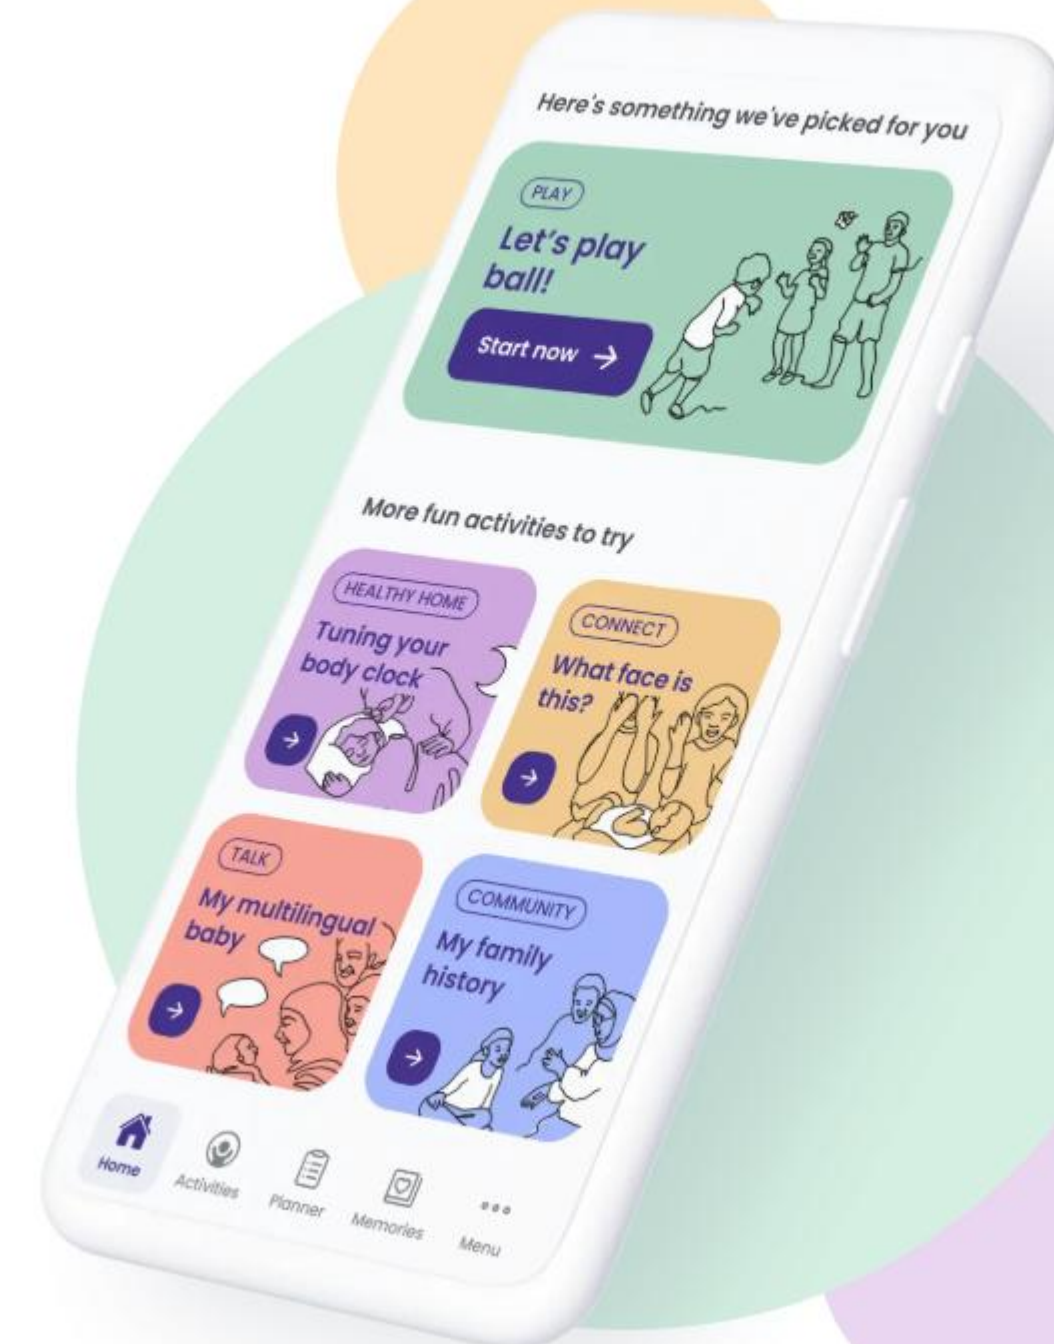 Here's something we've picked for you
PLAY
Let's play
ball!
Start now
More fun activities to try
HEALTHY HOME
Tuning your
body clock
CONNECT
What face is
this?
TALK
My multilingual
baby
COMMUNITY
My family
history
Home
Activities
Planner
Memories
Menu